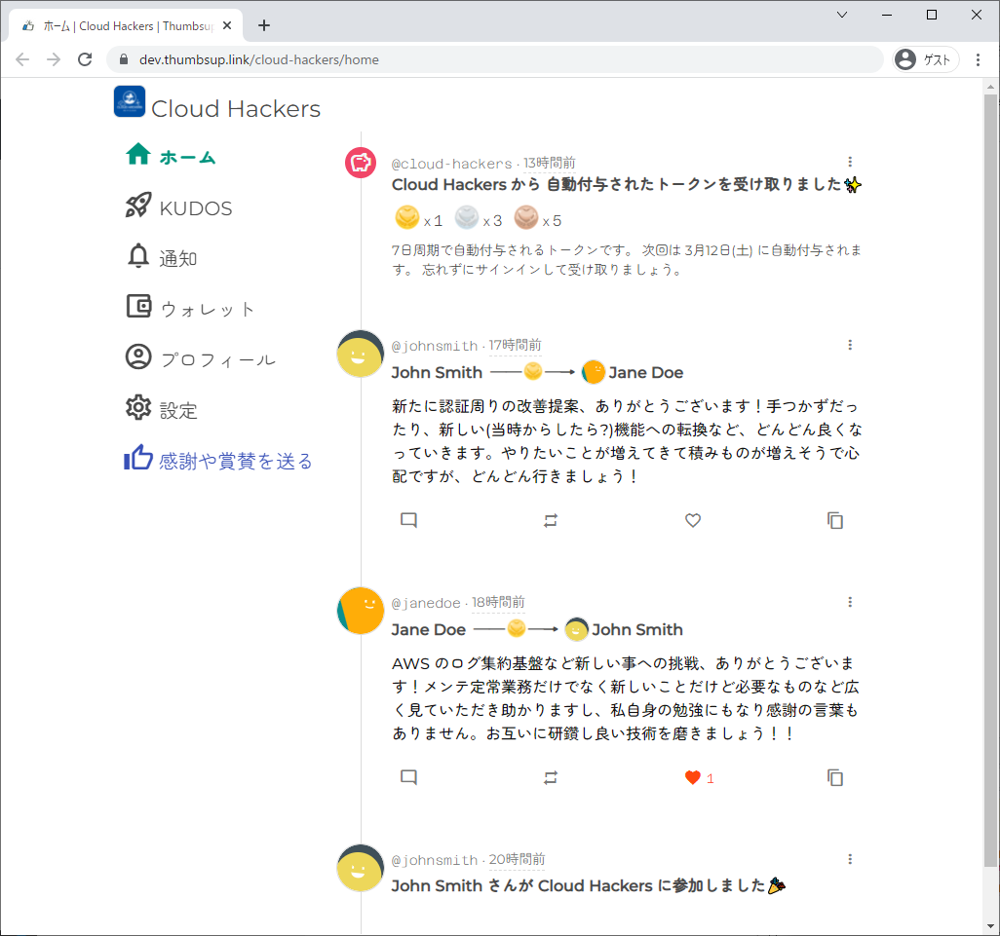 ホーム | Cloud Hackers | Thumbsup
dev.thumbsup.link/cloud-hackers/home
ゲスト
Cloud Hackers
ホーム
KUDOS
通知
ウォレット
プロフィール
設定
感謝や賞賛を送る
@cloud-hackers · 13時間前
Cloud Hackers から 自動付与されたトークンを受け取りました✨
x 1 x 3 x 5
7日周期で自動付与されるトークンです。 次回は 3月12日(土) に自動付与されま
す。 忘れずにサインインして受け取りましょう。
@johnsmith · 17時間前
John Smith Jane Doe
新たに認証周りの改善提案、ありがとうございます！手つかずだっ
たり、新しい(当時からしたら?)機能への転換など、どんどん良くな
っていきます。やりたいことが増えてきて積みものが増えそうで心
配ですが、どんどん行きましょう！
@janedoe · 18時間前
Jane Doe John Smith
AWS のログ集約基盤など新しい事への挑戦、ありがとうございま
す！メンテ定常業務だけでなく新しいことだけど必要なものなど広
く見ていただき助かりますし、私自身の勉強にもなり感謝の言葉も
ありません。お互いに研鑽し良い技術を磨きましょう！！
1
@johnsmith · 20時間前
John Smith さんが Cloud Hackers に参加しました🎉